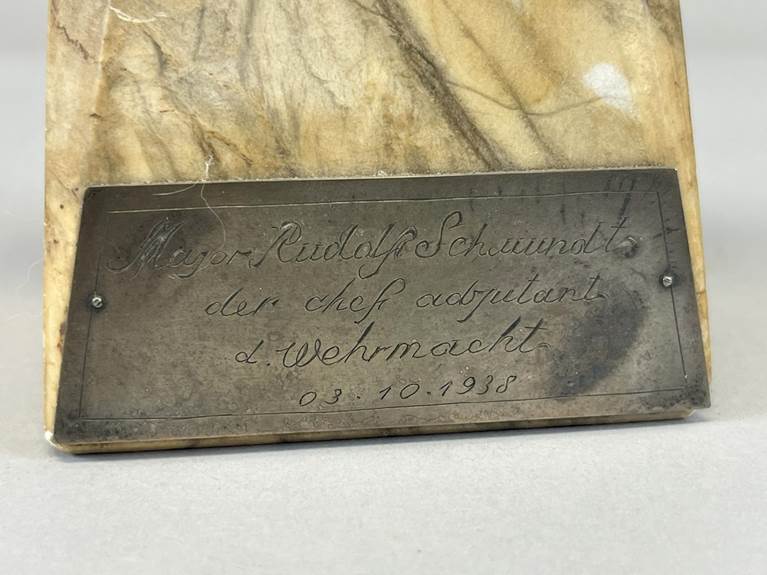 Major Rudolf Schmundt
der chef adjutant
d. Wehrmacht
03.10.1938